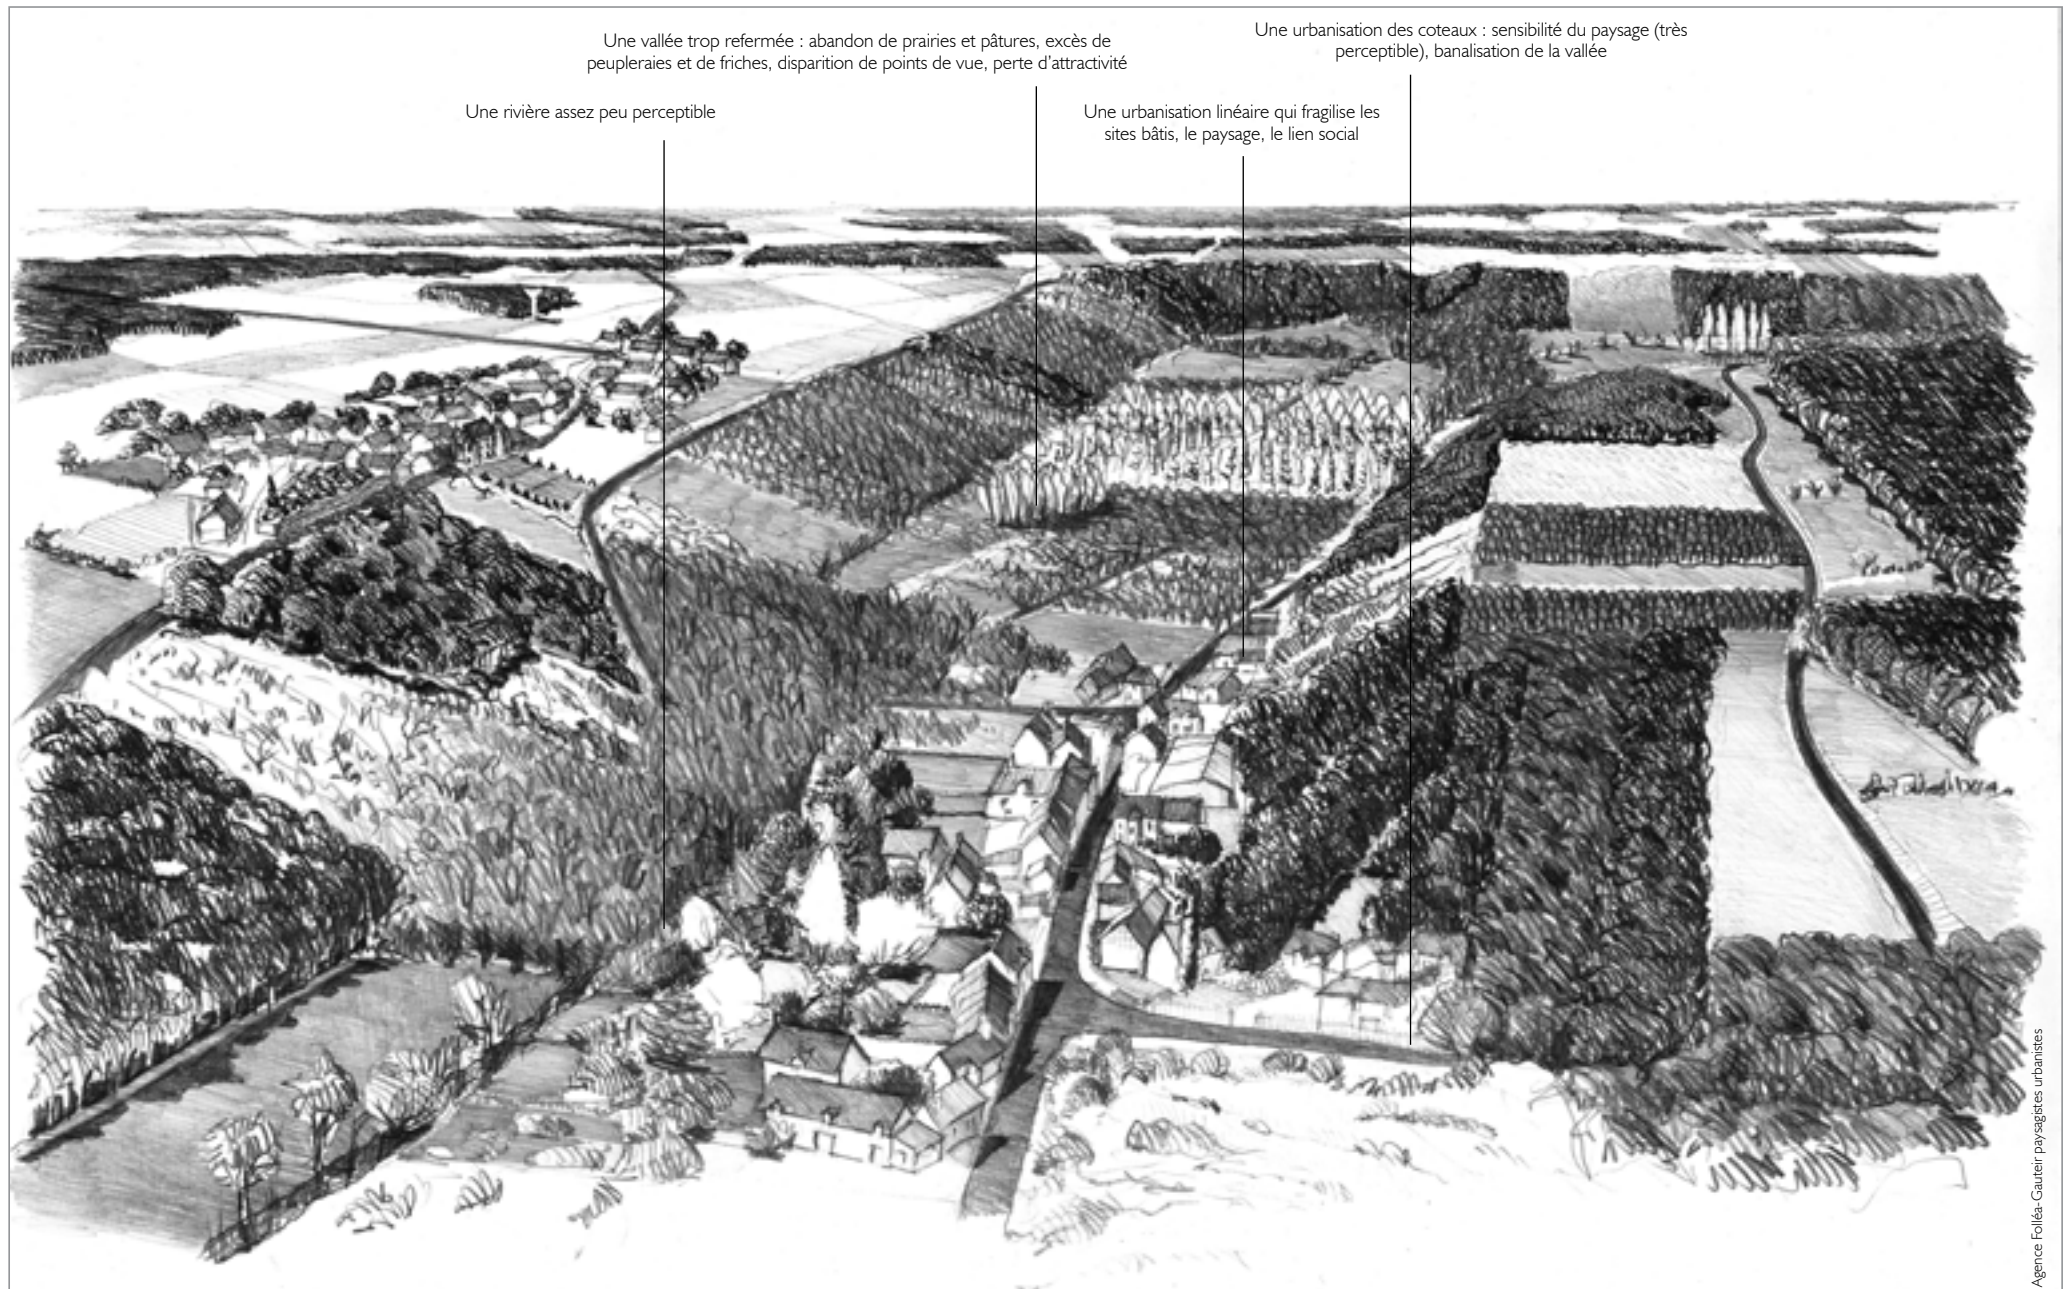 Une urbanisation des coteaux : sensibilité du paysage (très
perceptible), banalisation de la vallée
Une vallée trop refermée : abandon de prairies et pâtures, excès de
peupleraies et de friches, disparition de points de vue, perte d'attractivité
Une rivière assez peu perceptible
Une urbanisation linéaire qui fragilise les
sites bâtis, le paysage, le lien social
Agence Folléa-Gauteir paysagistes urbanistes